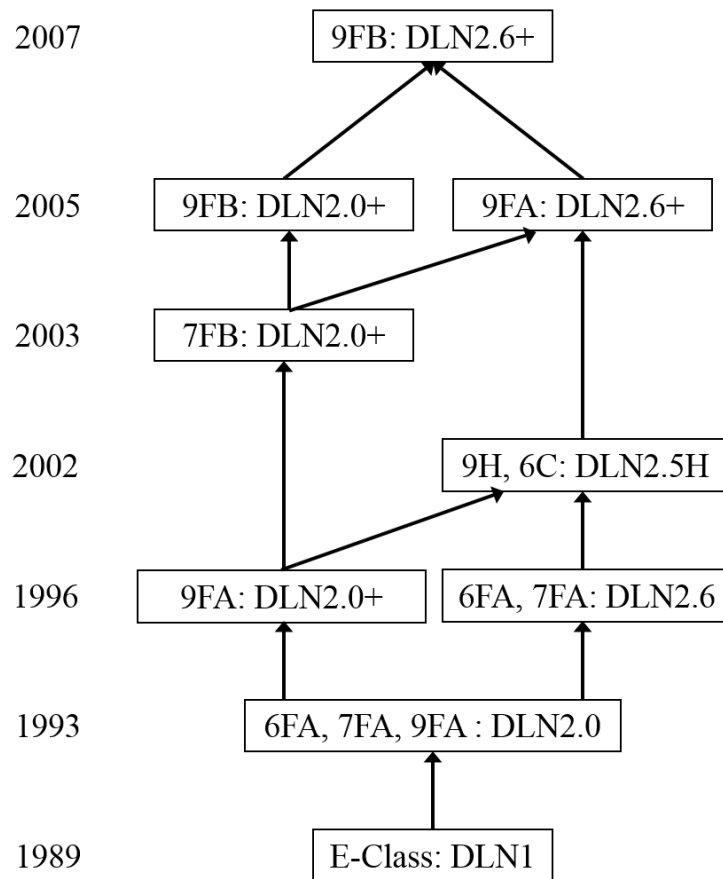 2007
9FB: DLN2.6+
2005
9FB: DLN2.0+
9FA: DLN2.6+
2003
7FB: DLN2.0+
2002
9H, 6C: DLN2.5H
1996
9FA: DLN2.0+
6FA, 7FA: DLN2.6
1993
6FA, 7FA, 9FA : DLN2.0
1989
E-Class: DLN1